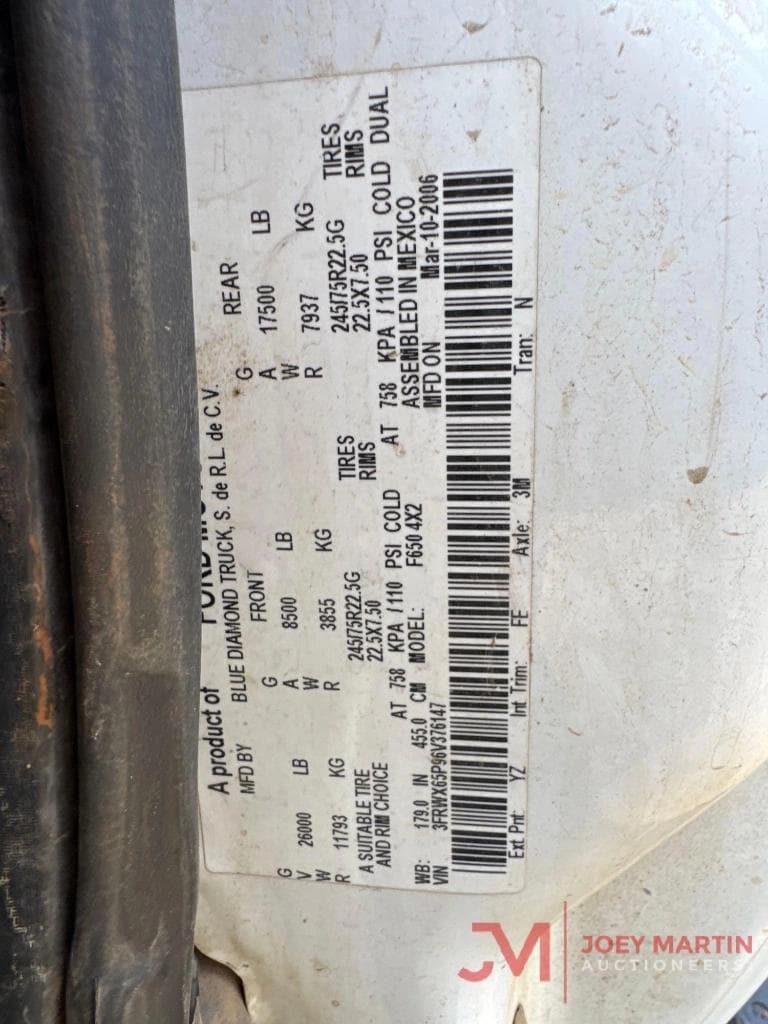 A product of FORD
MFD BY BLUE DIAMOND TRUCK, S. de R.L. de C.V.
GVWR 26000 LB
11793 KG
FRONT GAWR 8500 LB
3855 KG
REAR GAWR 17500 LB
7937 KG
A SUITABLE TIRE AND RIM CHOICE
245/75R22.5G TIRES
22.5X7.50 RIMS
AT 758 KPA / 110 PSI COLD
245/75R22.5G TIRES
22.5X7.50 RIMS
AT 758 KPA / 110 PSI COLD DUAL
WB: 179.0 IN 455.0 CM MODEL: F650 4X2 ASSEMBLED IN MEXICO
VIN 3FRWX65P96V376147 MFD ON Mar-10-2006
Ext Pnt: YZ Int Trim: FE Axle: 3M Tran: N
JM JOEY MARTIN
AUCTIONEERS